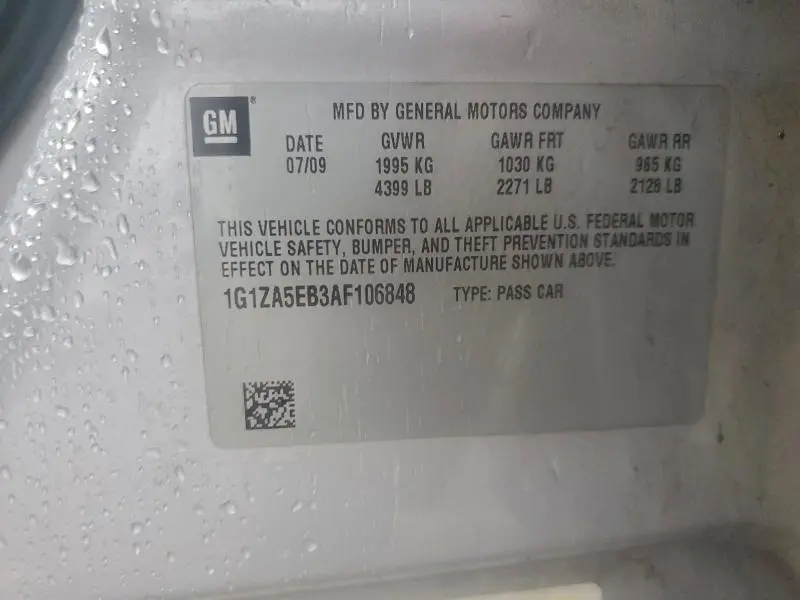 GM®
MFD BY GENERAL MOTORS COMPANY
DATE GVWR GAWR FRT GAWR RR
07/09 1995 KG 1030 KG 965 KG
4399 LB 2271 LB 2128 LB
THIS VEHICLE CONFORMS TO ALL APPLICABLE U.S. FEDERAL MOTOR
VEHICLE SAFETY, BUMPER, AND THEFT PREVENTION STANDARDS IN
EFFECT ON THE DATE OF MANUFACTURE SHOWN ABOVE.
1G1ZA5EB3AF106848 TYPE: PASS CAR